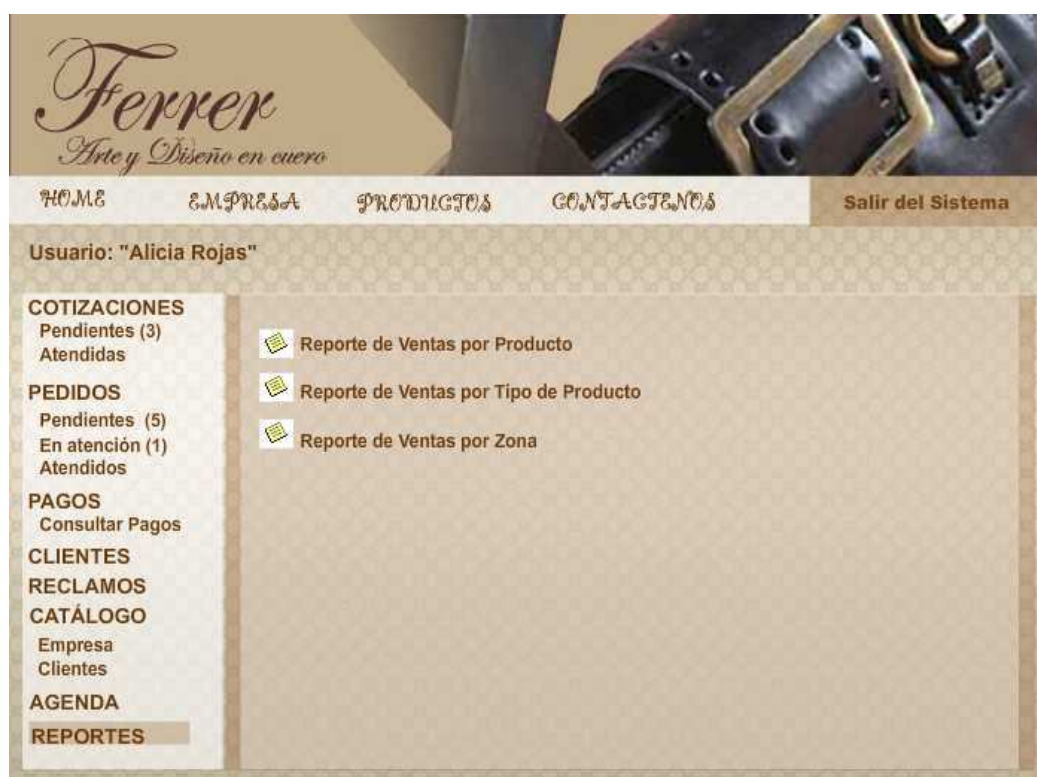 Ferrer
Arte y Diseño en cuero
HOME EMPRESA PRODUCTOS CONTACTENOS Salir del Sistema
Usuario: "Alicia Rojas"
COTIZACIONES
Pendientes (3)
Atendidas
PEDIDOS
Pendientes (5)
En atención (1)
Atendidos
PAGOS
Consultar Pagos
CLIENTES
RECLAMOS
CATÁLOGO
Empresa
Clientes
AGENDA
REPORTES
Reporte de Ventas por Producto
Reporte de Ventas por Tipo de Producto
Reporte de Ventas por Zona